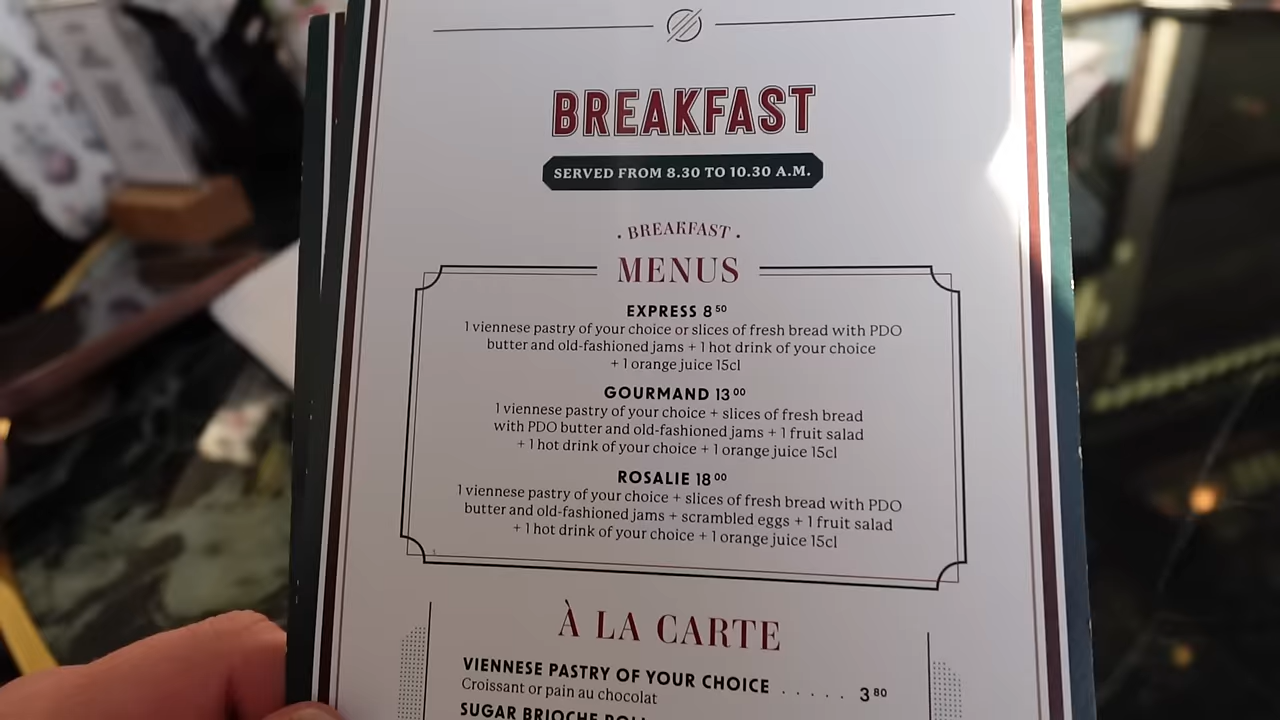 BREAKFAST
SERVED FROM 8.30 TO 10.30 A.M.
· BREAKFAST ·
MENUS
EXPRESS 8 50
1 viennese pastry of your choice or slices of fresh bread with PDO
butter and old-fashioned jams + 1 hot drink of your choice
+ 1 orange juice 15cl
GOURMAND 13 00
1 viennese pastry of your choice + slices of fresh bread
with PDO butter and old-fashioned jams + 1 fruit salad
+ 1 hot drink of your choice + 1 orange juice 15cl
ROSALIE 18 00
1 viennese pastry of your choice + slices of fresh bread with PDO
butter and old-fashioned jams + scrambled eggs + 1 fruit salad
+ 1 hot drink of your choice + 1 orange juice 15cl
À LA CARTE
VIENNESE PASTRY OF YOUR CHOICE . . . . . 3 80
Croissant or pain au chocolat
SUGAR BRIOCHE